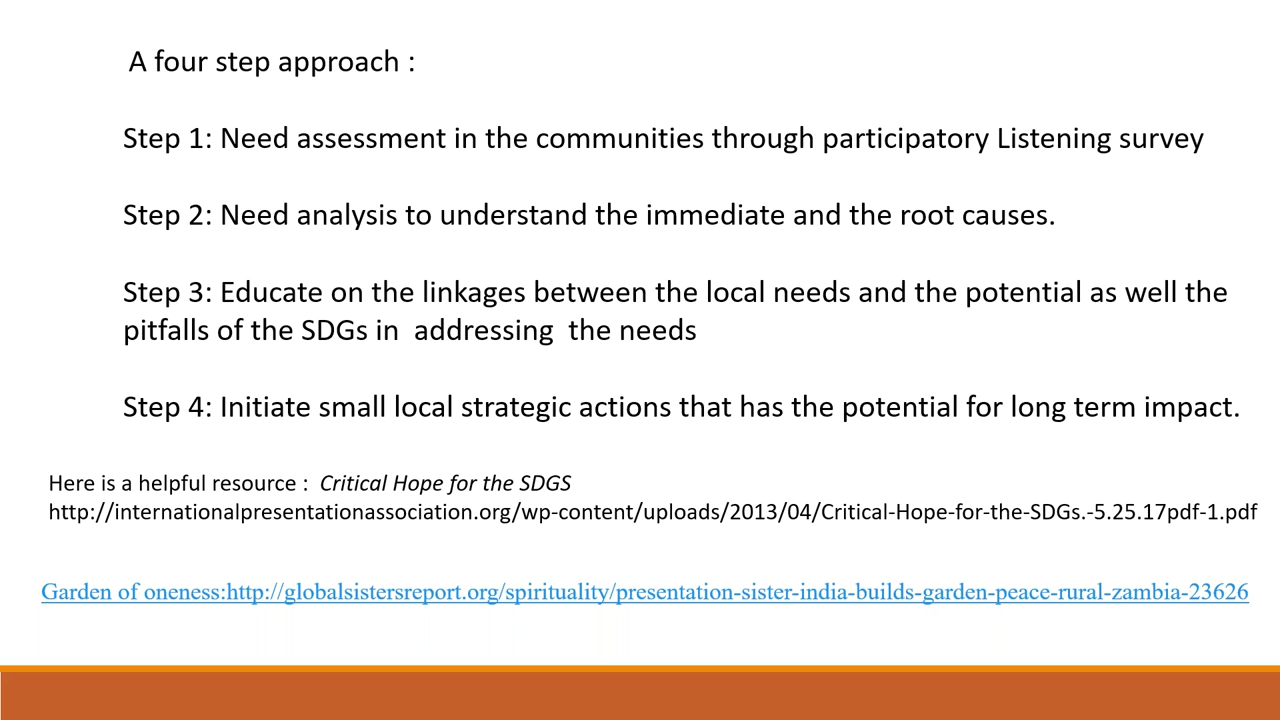 A four step approach :
Step 1: Need assessment in the communities through participatory Listening survey
Step 2: Need analysis to understand the immediate and the root causes.
Step 3: Educate on the linkages between the local needs and the potential as well the
pitfalls of the SDGs in  addressing  the needs
Step 4: Initiate small local strategic actions that has the potential for long term impact.
Here is a helpful resource :  Critical Hope for the SDGS
http://internationalpresentationassociation.org/wp-content/uploads/2013/04/Critical-Hope-for-the-SDGs.-5.25.17pdf-1.pdf
Garden of oneness:http://globalsistersreport.org/spirituality/presentation-sister-india-builds-garden-peace-rural-zambia-23626